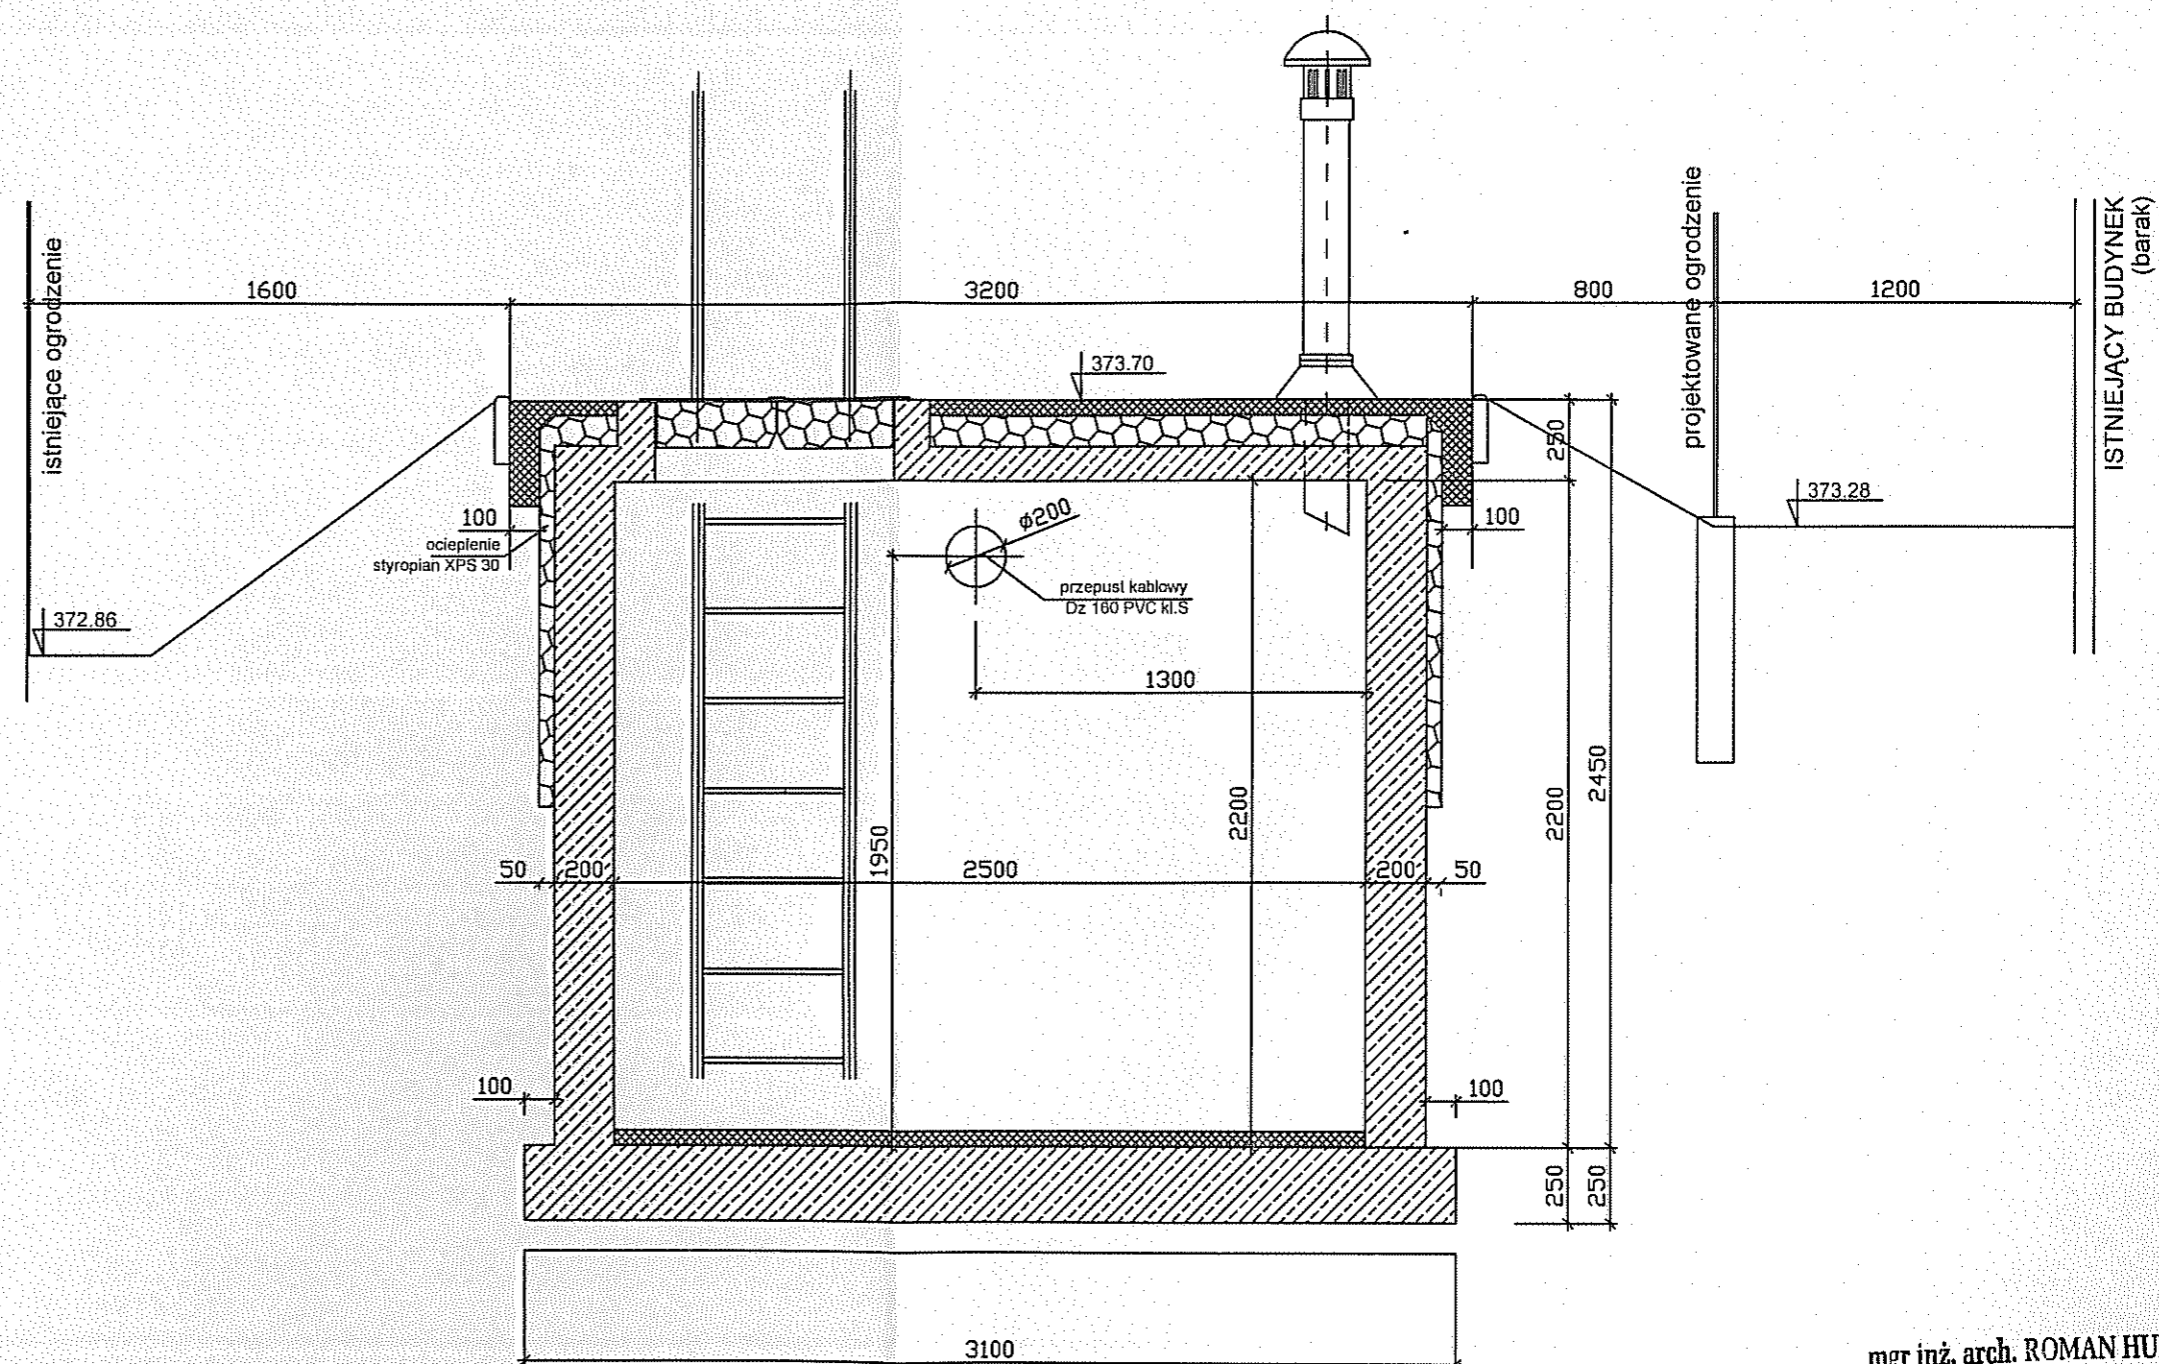 istniejące ogrodzenie
1600
3200
800
1200
projektowane ogrodzenie
ISTNIEJĄCY BUDYNEK
(barak)
373.70
250
373.28
100
ocieplenie
styropian XPS 30
ø200
100
przepust kablowy
Dz 160 PVC kl.S
372.86
1300
1950
2200
2200
2450
50
200
2500
200
50
100
100
250
250
3100
mgr inż. arch. ROMAN